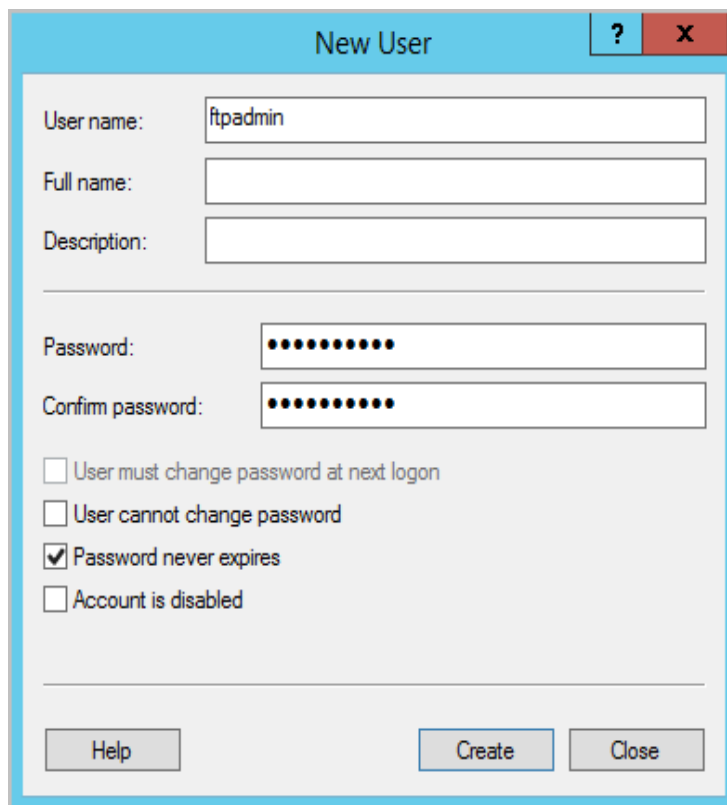 New User
?
x
User name:
ftpadmin
Full name:
Description:
Password:
●●●●●●●●●●
Confirm password:
●●●●●●●●●●
User must change password at next logon
User cannot change password
Password never expires
Account is disabled
Help
Create
Close